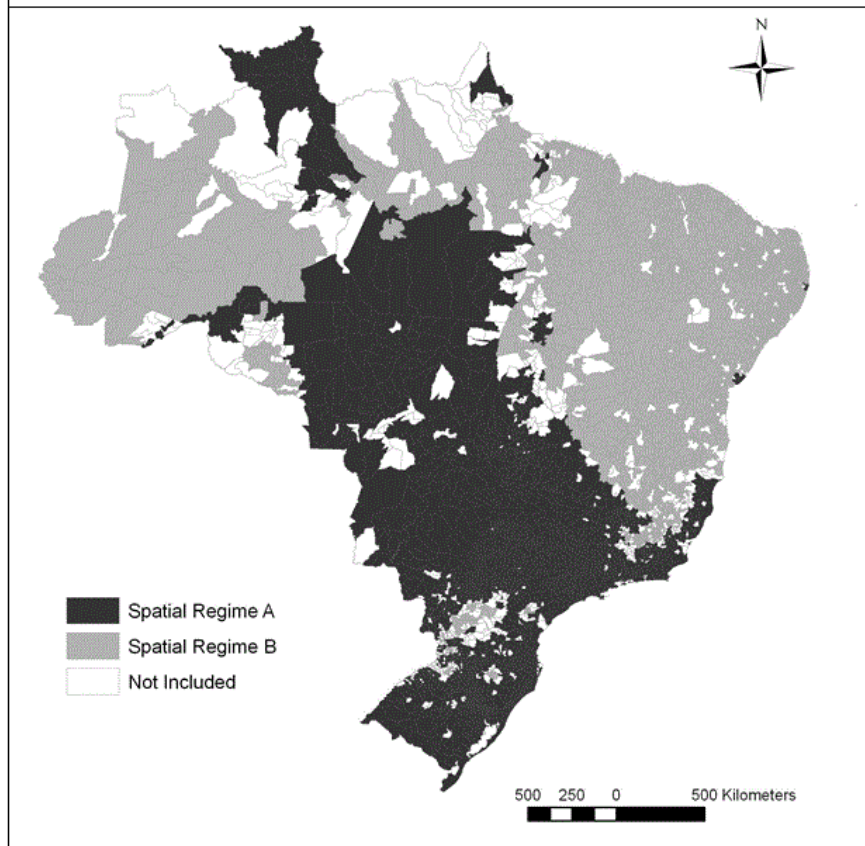 N
Spatial Regime A
Spatial Regime B
Not Included
500 250 0 500 Kilometers